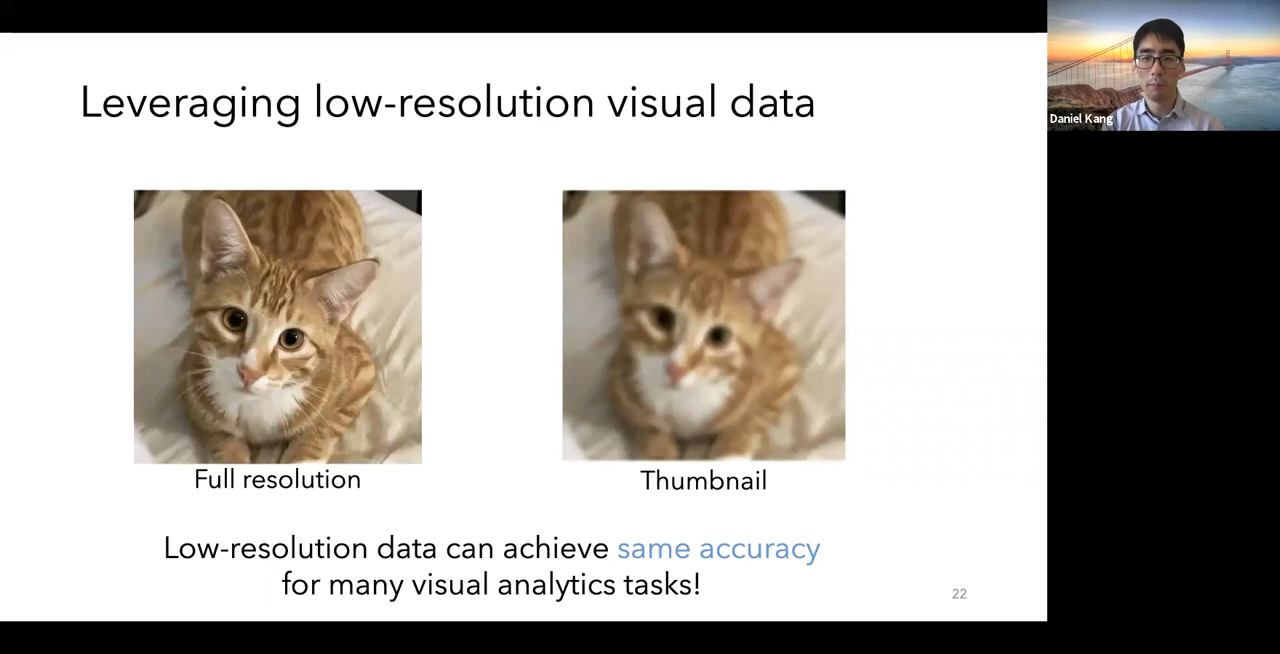 Leveraging low-resolution visual data
Daniel Kang
Full resolution
Thumbnail
Low-resolution data can achieve same accuracy
for many visual analytics tasks!
22